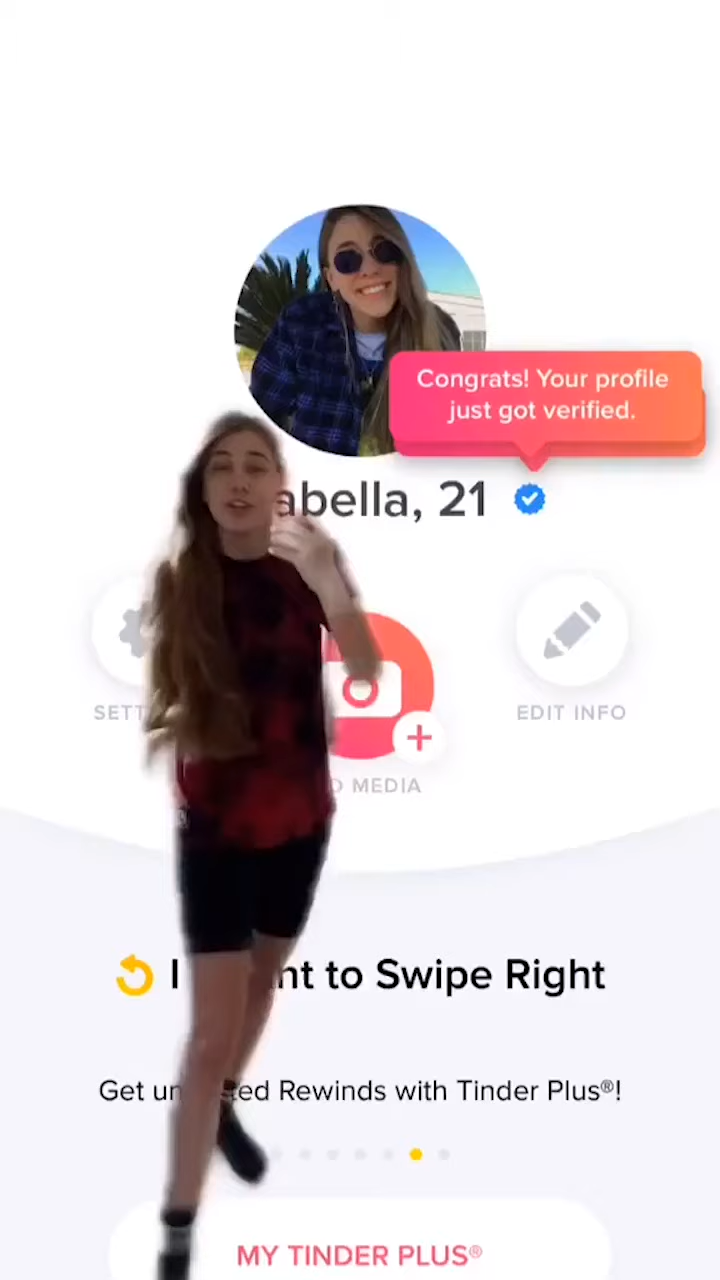 Congrats! Your profile
just got verified.
abella, 21
SETT
EDIT INFO
MEDIA
I nt to Swipe Right
Get un ed Rewinds with Tinder Plus®!
MY TINDER PLUS®